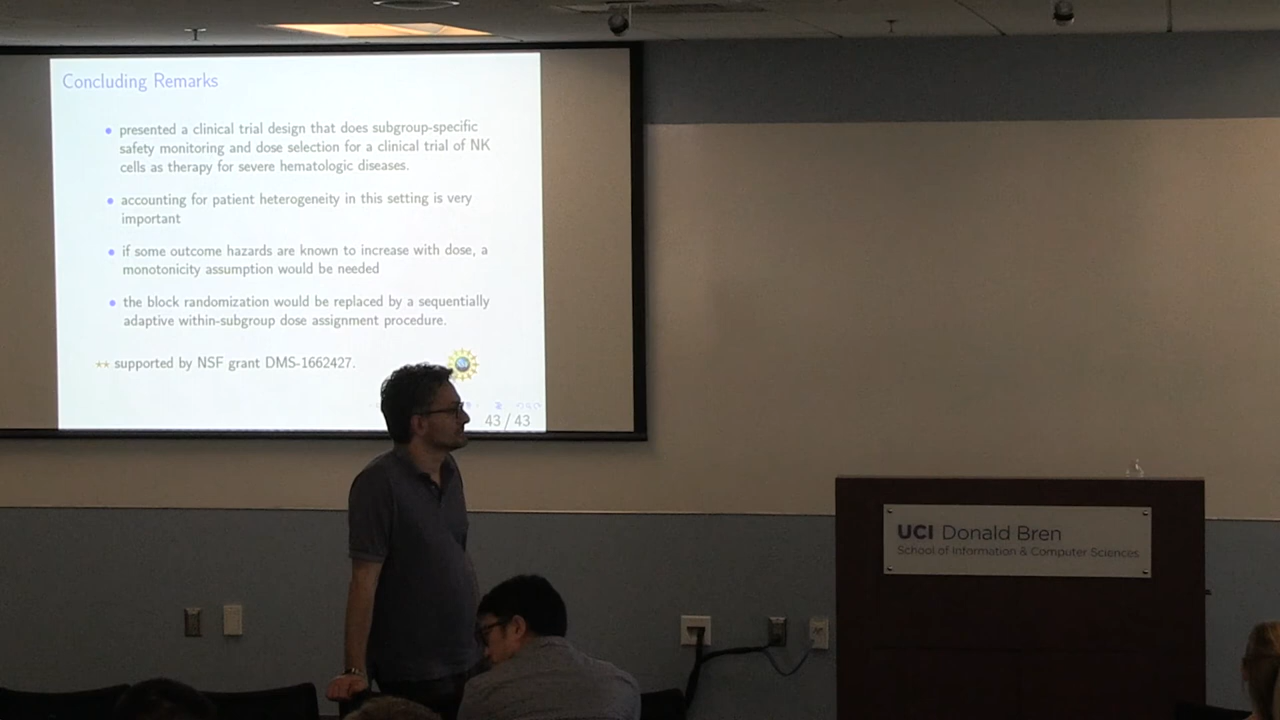 Concluding Remarks
presented a clinical trial design that does subgroup-specific
safety monitoring and dose selection for a clinical trial of NK
cells as therapy for severe hematologic diseases.
accounting for patient heterogeneity in this setting is very
important
if some outcome hazards are known to increase with dose, a
monotonicity assumption would be needed
the block randomization would be replaced by a sequentially
adaptive within-subgroup dose assignment procedure.
★★ supported by NSF grant DMS-1662427.
43 / 43
UCI Donald Bren
School of Information & Computer Sciences